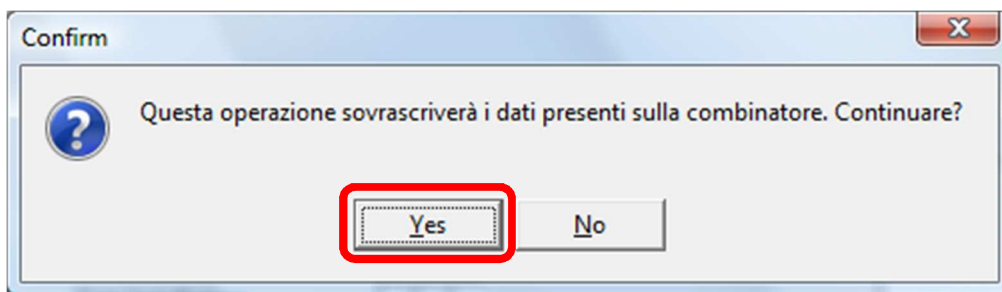 Confirm
Questa operazione sovrascriverà i dati presenti sulla combinatore. Continuare?
Yes
No